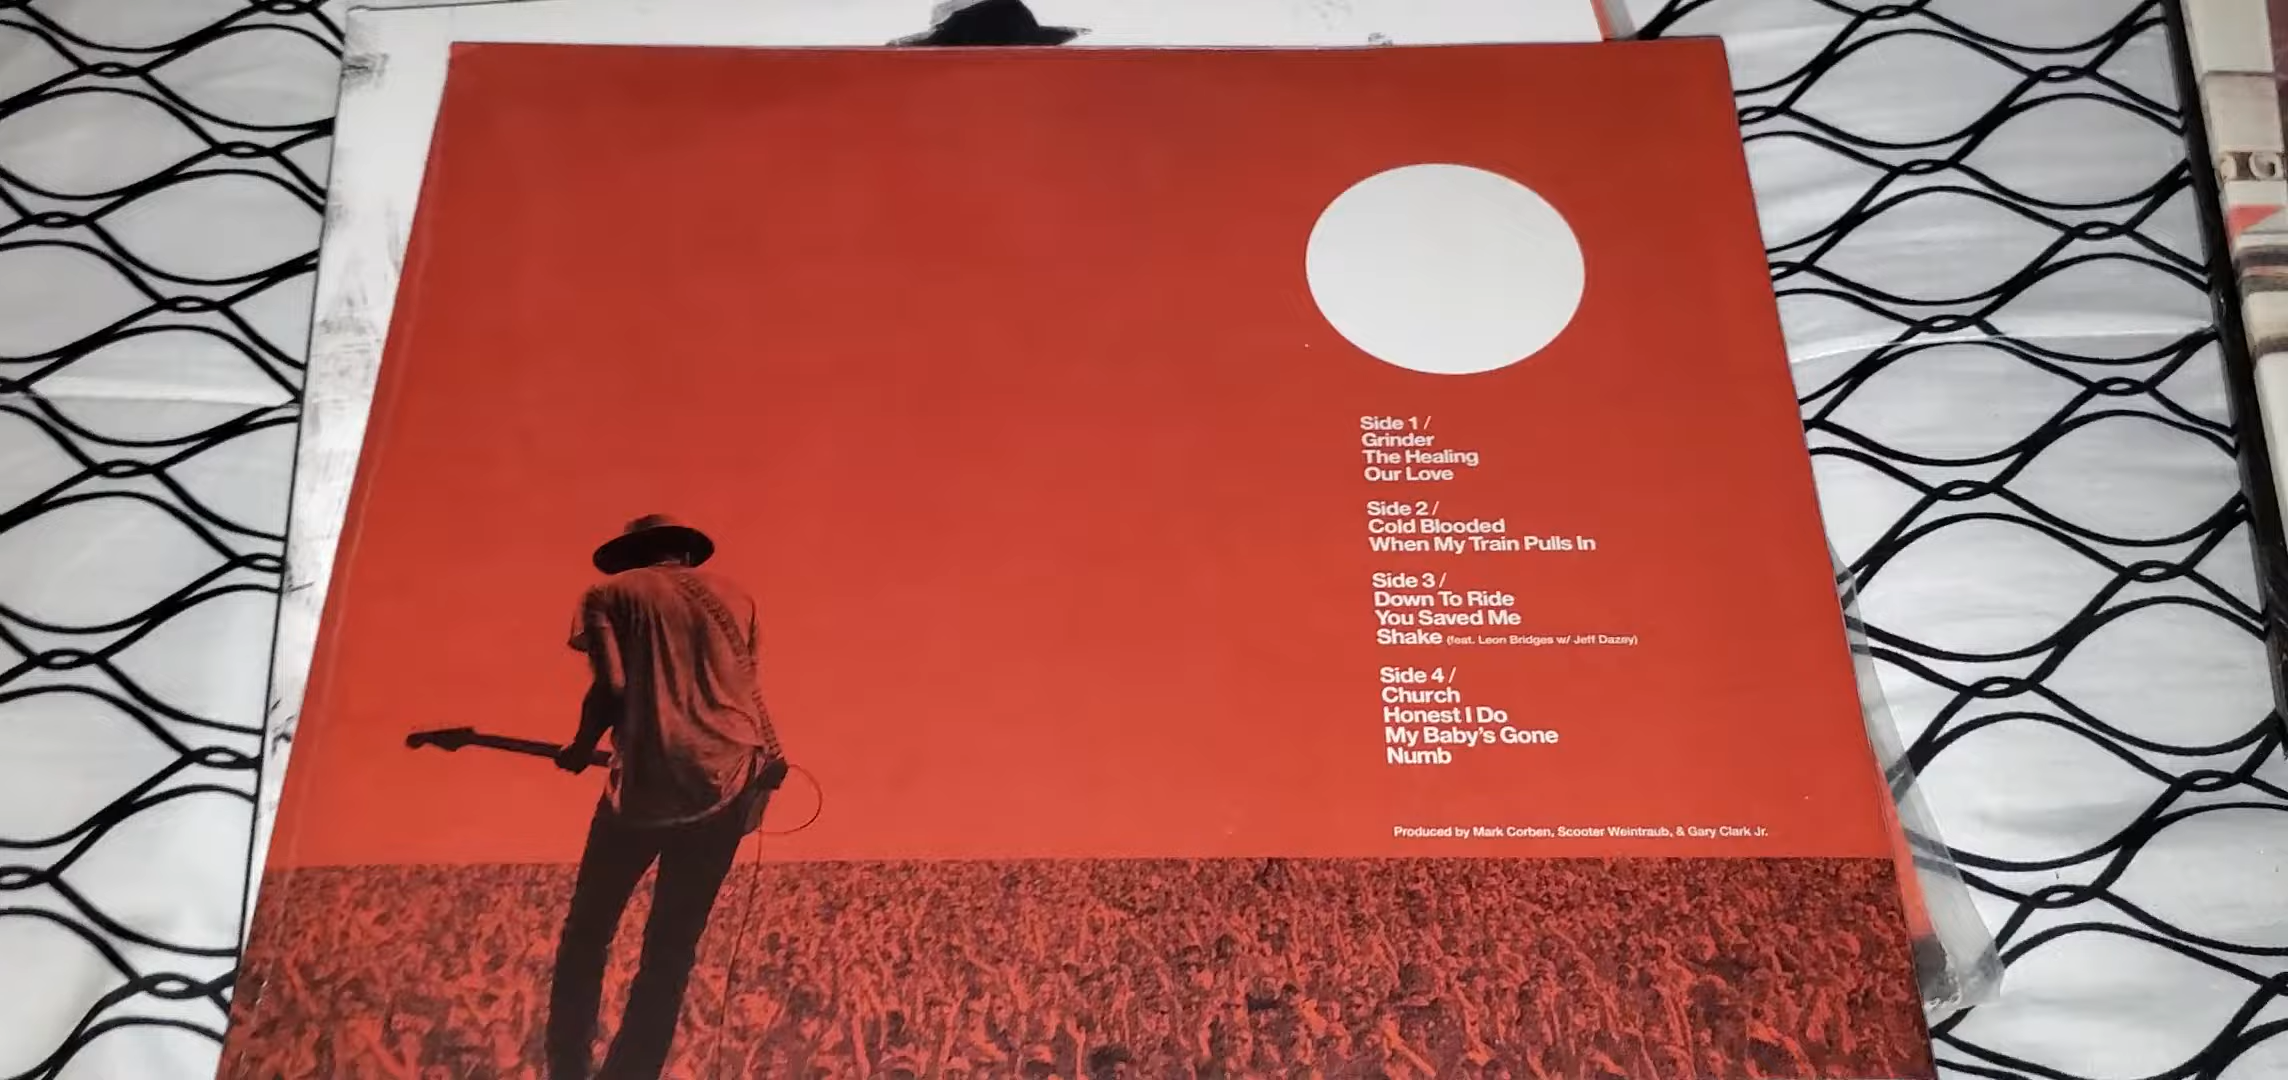 Side 1 /
Grinder
The Healing
Our Love
Side 2 /
Cold Blooded
When My Train Pulls In
Side 3 /
Down To Ride
You Saved Me
Shake (feat. Leon Bridges w/ Jeff Dazey)
Side 4 /
Church
Honest I Do
My Baby's Gone
Numb
Produced by Mark Corben, Scooter Weintraub, & Gary Clark Jr.